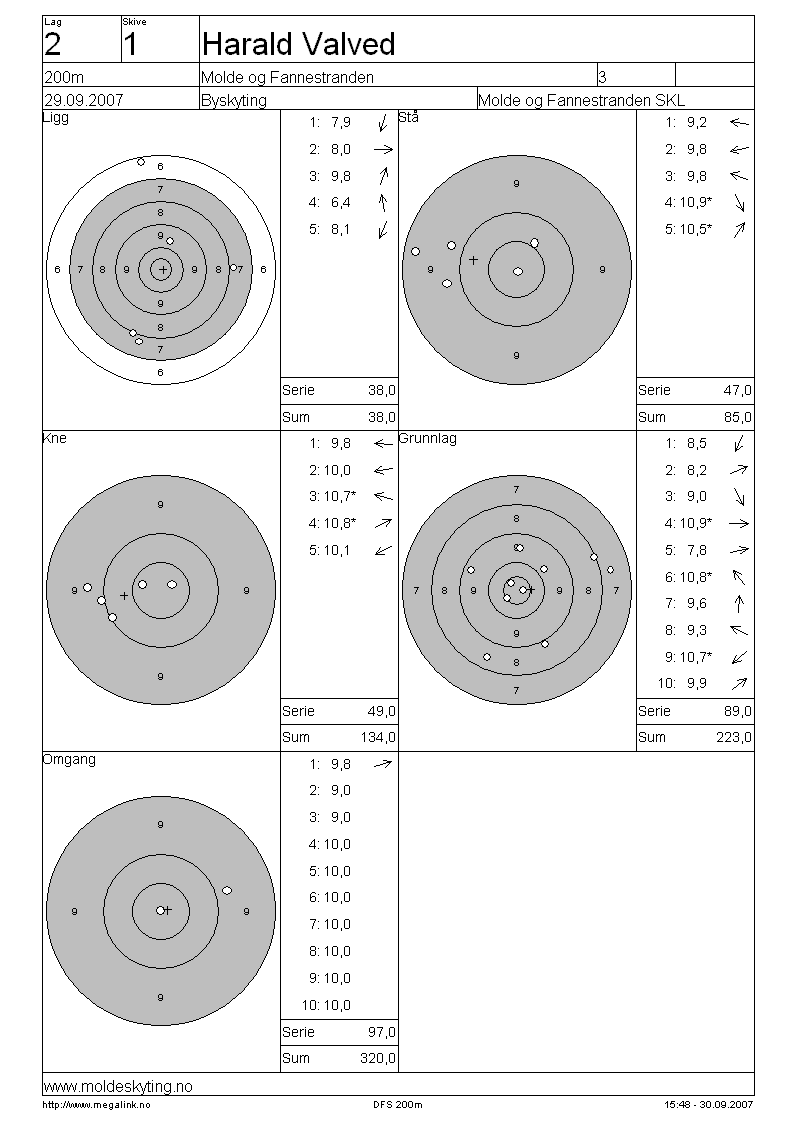 Lag
Skive
2
1
Harald Valved
200m
Molde og Fannestranden
3
29.09.2007
Byskyting
Molde og Fannestranden SKL
Ligg
6
7
8
9
6 7 8 9 9 8 7 6
9
8
7
6
1: 7,9
2: 8,0
3: 9,8
4: 6,4
5: 8,1
Serie 38,0
Sum 38,0
Stå
9
9 9
9
1: 9,2
2: 9,8
3: 9,8
4: 10,9*
5: 10,5*
Serie 47,0
Sum 85,0
Kne
9
9 9
9
1: 9,8
2: 10,0
3: 10,7*
4: 10,8*
5: 10,1
Serie 49,0
Sum 134,0
Grunnlag
7
8
9
7 8 9 9 8 7
9
8
7
1: 8,5
2: 8,2
3: 9,0
4: 10,9*
5: 7,8
6: 10,8*
7: 9,6
8: 9,3
9: 10,7*
10: 9,9
Serie 89,0
Sum 223,0
Omgang
9
9 9
9
1: 9,8
2: 9,0
3: 9,0
4: 10,0
5: 10,0
6: 10,0
7: 10,0
8: 10,0
9: 10,0
10: 10,0
Serie 97,0
Sum 320,0
www.moldeskyting.no
http://www.megalink.no
DFS 200m
15:48 - 30.09.2007